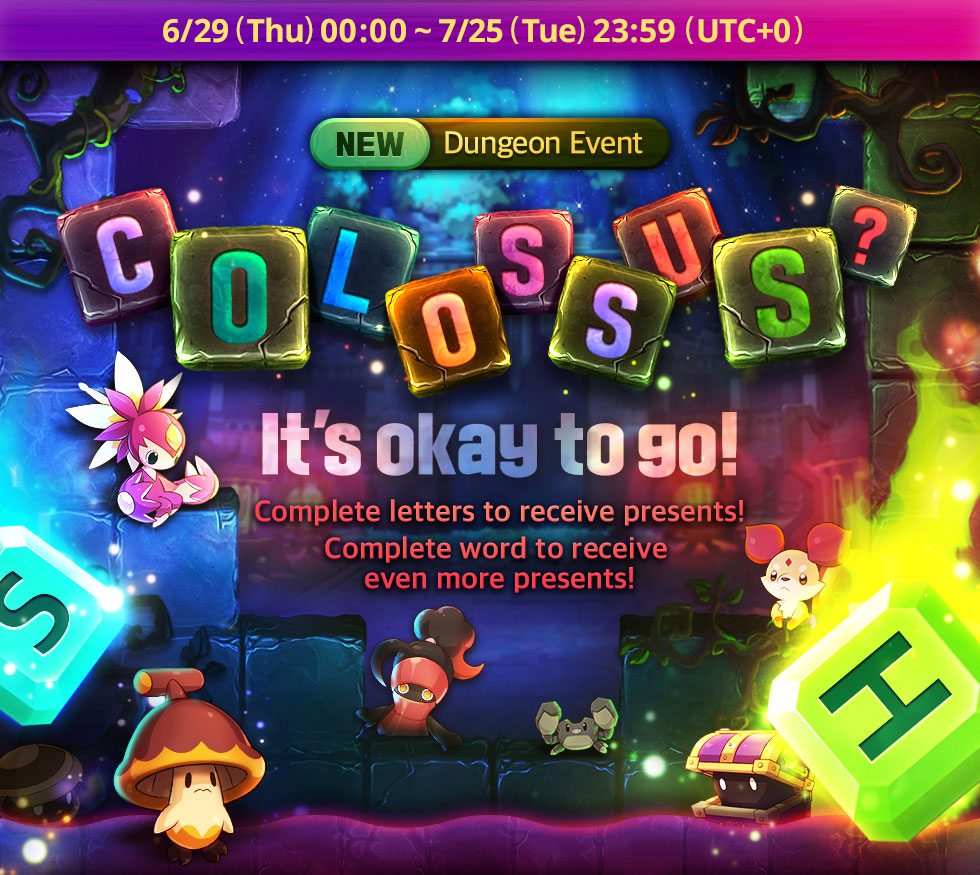 6/29 (Thu) 00:00 ~ 7/25 (Tue) 23:59 (UTC+0)
NEW Dungeon Event
COLOSSUS?
It's okay to go!
Complete letters to receive presents!
Complete word to receive
even more presents!
S
H